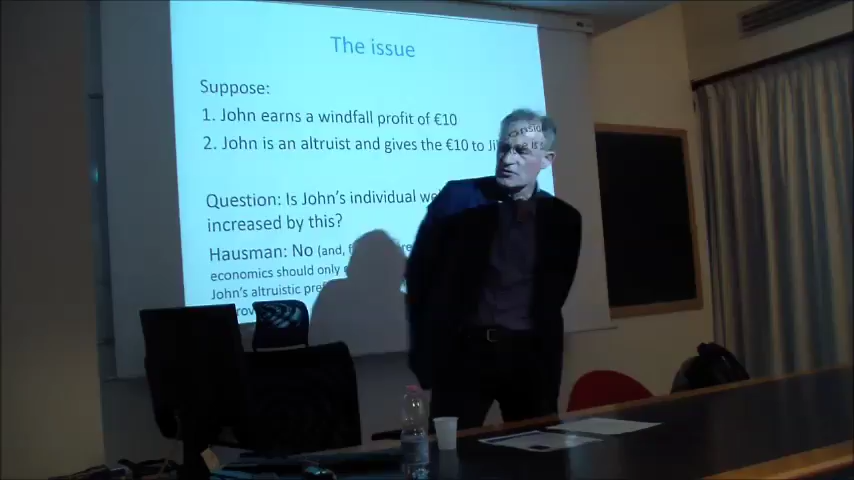 The issue
Suppose:
1. John earns a windfall profit of €10
2. John is an altruist and gives the €10 to
Question: Is John's individual
increased by this?
Hausman: No (and,
economics should only
John's altruistic